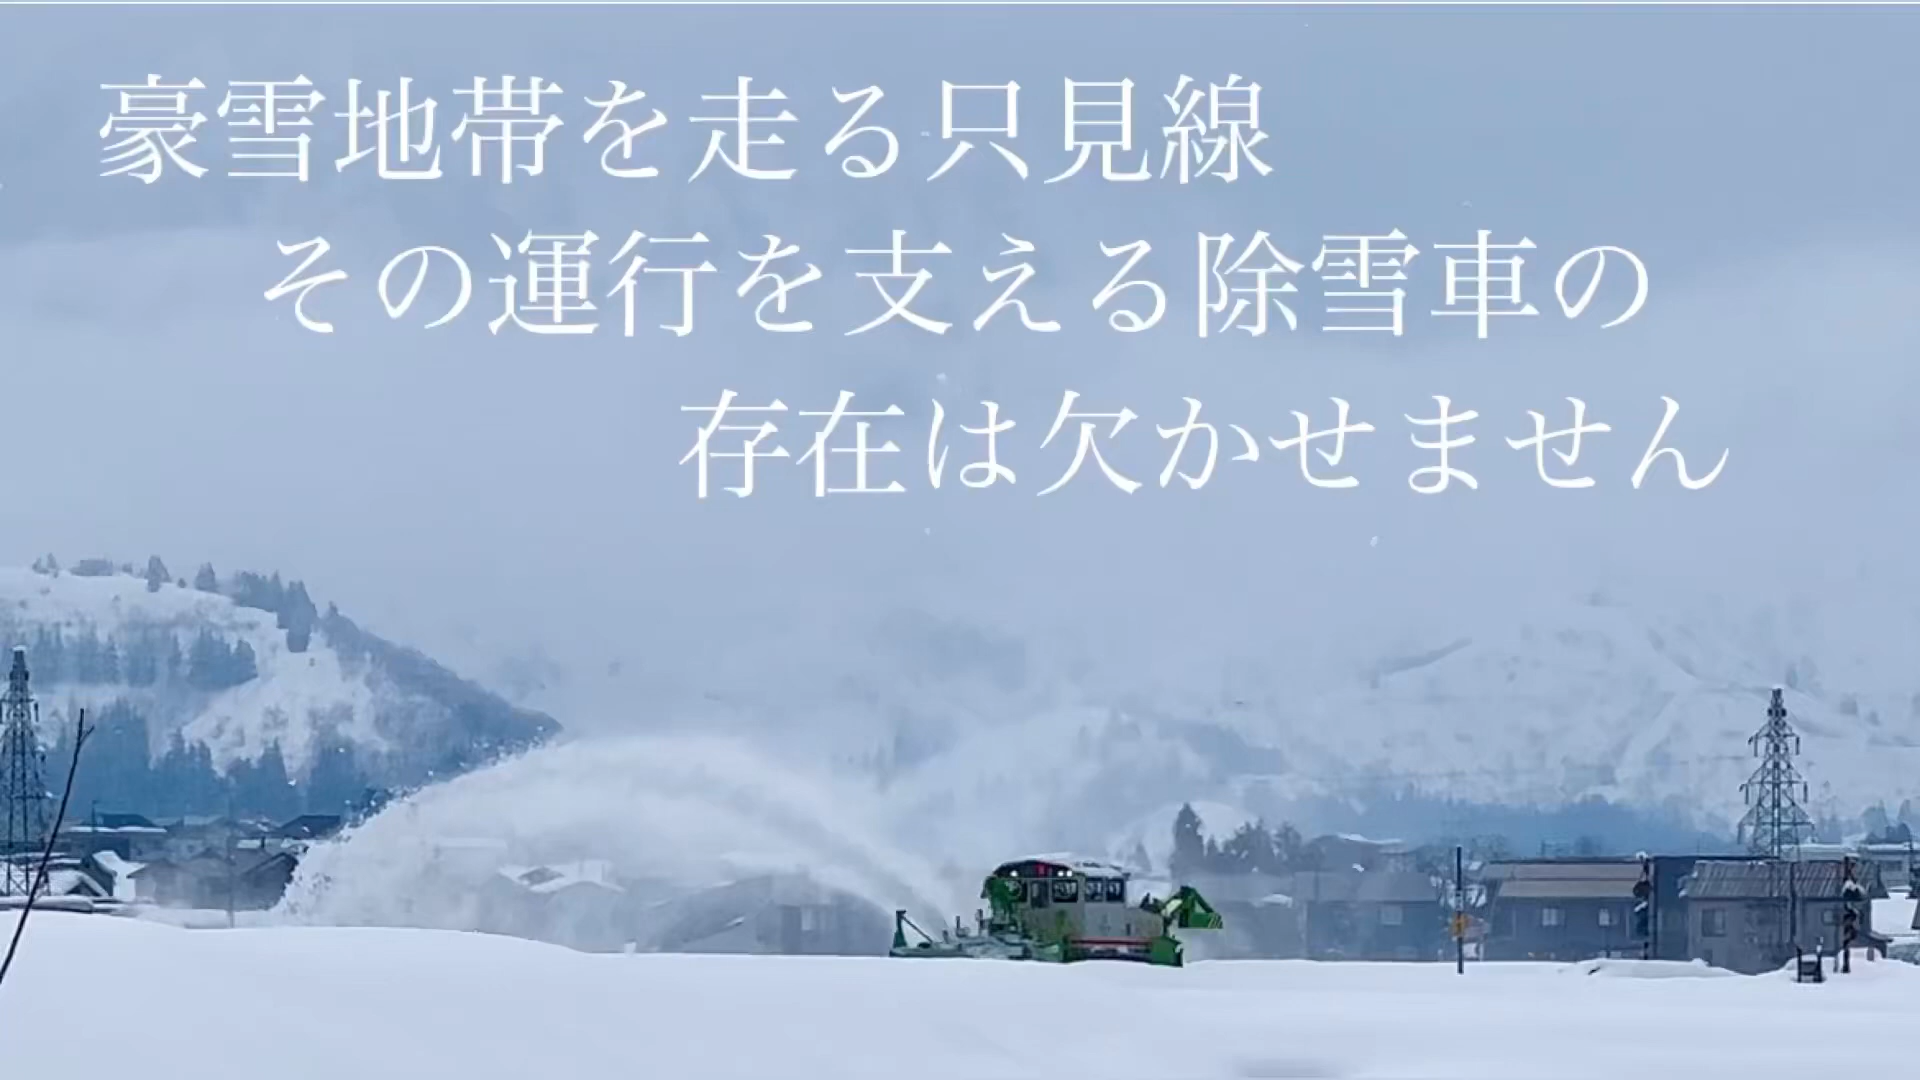 豪雪地帯を走る只見線
その運行を支える除雪車の
存在は欠かせません